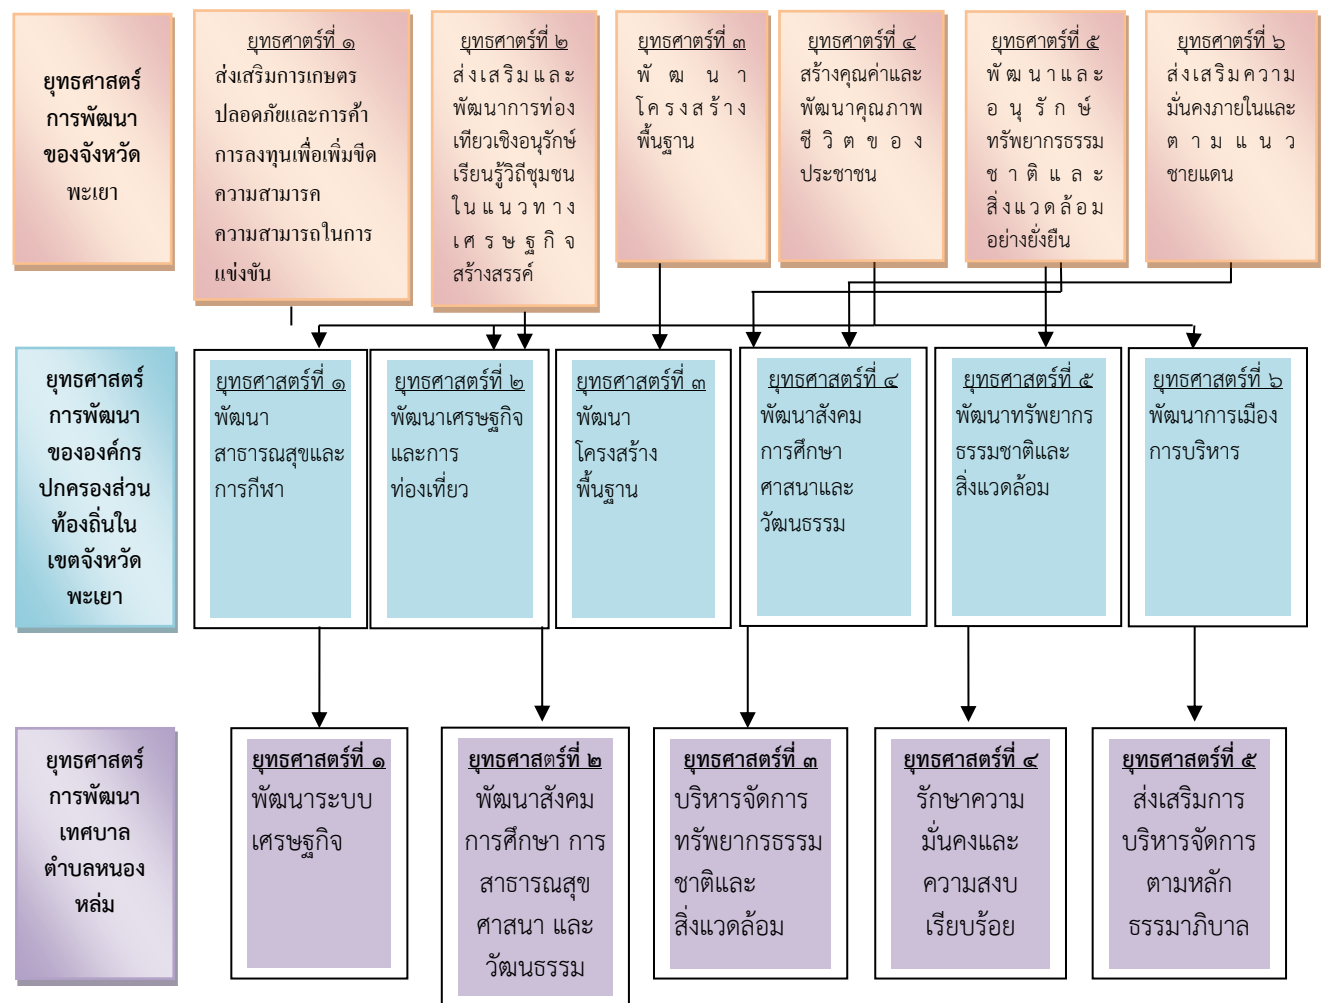 ยุทธศาสตร์
การพัฒนา
ของจังหวัด
พะเยา
ยุทธศาตร์ที่ ๑
ส่งเสริมการเกษตร
ปลอดภัยและการค้า
การลงทุนเพื่อเพิ่มขีด
ความสามารค
ความสามารถในการ
แข่งขัน
ยุทธศาตร์ที่ ๒
ส่งเสริมและ
พัฒนาการท่อง
เทียวเชิงอนุรักษ์
เรียนรู้วิถีชุมชน
ในแนวทาง
เศรษฐกิจ
สร้างสรรค์
ยุทธศาตร์ที่ ๓
พัฒนา
โครงสร้าง
พื้นฐาน
ยุทธศาตร์ที่ ๔
สร้างคุณค่าและ
พัฒนาคุณภาพ
ชีวิตของ
ประชาชน
ยุทธศาตร์ที่ ๕
พัฒนาและ
อนุรักษ์
ทรัพยากรธรรม
ชาติและ
สิ่งแวดล้อม
อย่างยั่งยืน
ยุทธศาตร์ที่ ๖
ส่งเสริมความ
มั่นคงภายในและ
ตามแนว
ชายแดน
ยุทธศาสตร์
การพัฒนา
ขององค์กร
ปกครองส่วน
ท้องถิ่นใน
เขตจังหวัด
พะเยา
ยุทธศาสตร์ที่ ๑
พัฒนา
สาธารณสุขและ
การกีฬา
ยุทธศาสตร์ที่ ๒
พัฒนาเศรษฐกิจ
และการ
ท่องเที่ยว
ยุทธศาสตร์ที่ ๓
พัฒนา
โครงสร้าง
พื้นฐาน
ยุทธศาสตร์ที่ ๔
พัฒนาสังคม
การศึกษา
ศาสนาและ
วัฒนธรรม
ยุทธศาสตร์ที่ ๕
พัฒนาทรัพยากร
ธรรมชาติและ
สิ่งแวดล้อม
ยุทธศาสตร์ที่ ๖
พัฒนาการเมือง
การบริหาร
ยุทธศาสตร์
การพัฒนา
เทศบาล
ตำบลหนอง
หล่ม
ยุทธศาสตร์ที่ ๑
พัฒนาระบบ
เศรษฐกิจ
ยุทธศาสตร์ที่ ๒
พัฒนาสังคม
การศึกษา การ
สาธารณสุข
ศาสนา และ
วัฒนธรรม
ยุทธศาสตร์ที่ ๓
บริหารจัดการ
ทรัพยากรธรรม
ชาติและ
สิ่งแวดล้อม
ยุทธศาสตร์ที่ ๔
รักษาความ
มั่นคงและ
ความสงบ
เรียบร้อย
ยุทธศาสตร์ที่ ๕
ส่งเสริมการ
บริหารจัดการ
ตามหลัก
ธรรมาภิบาล